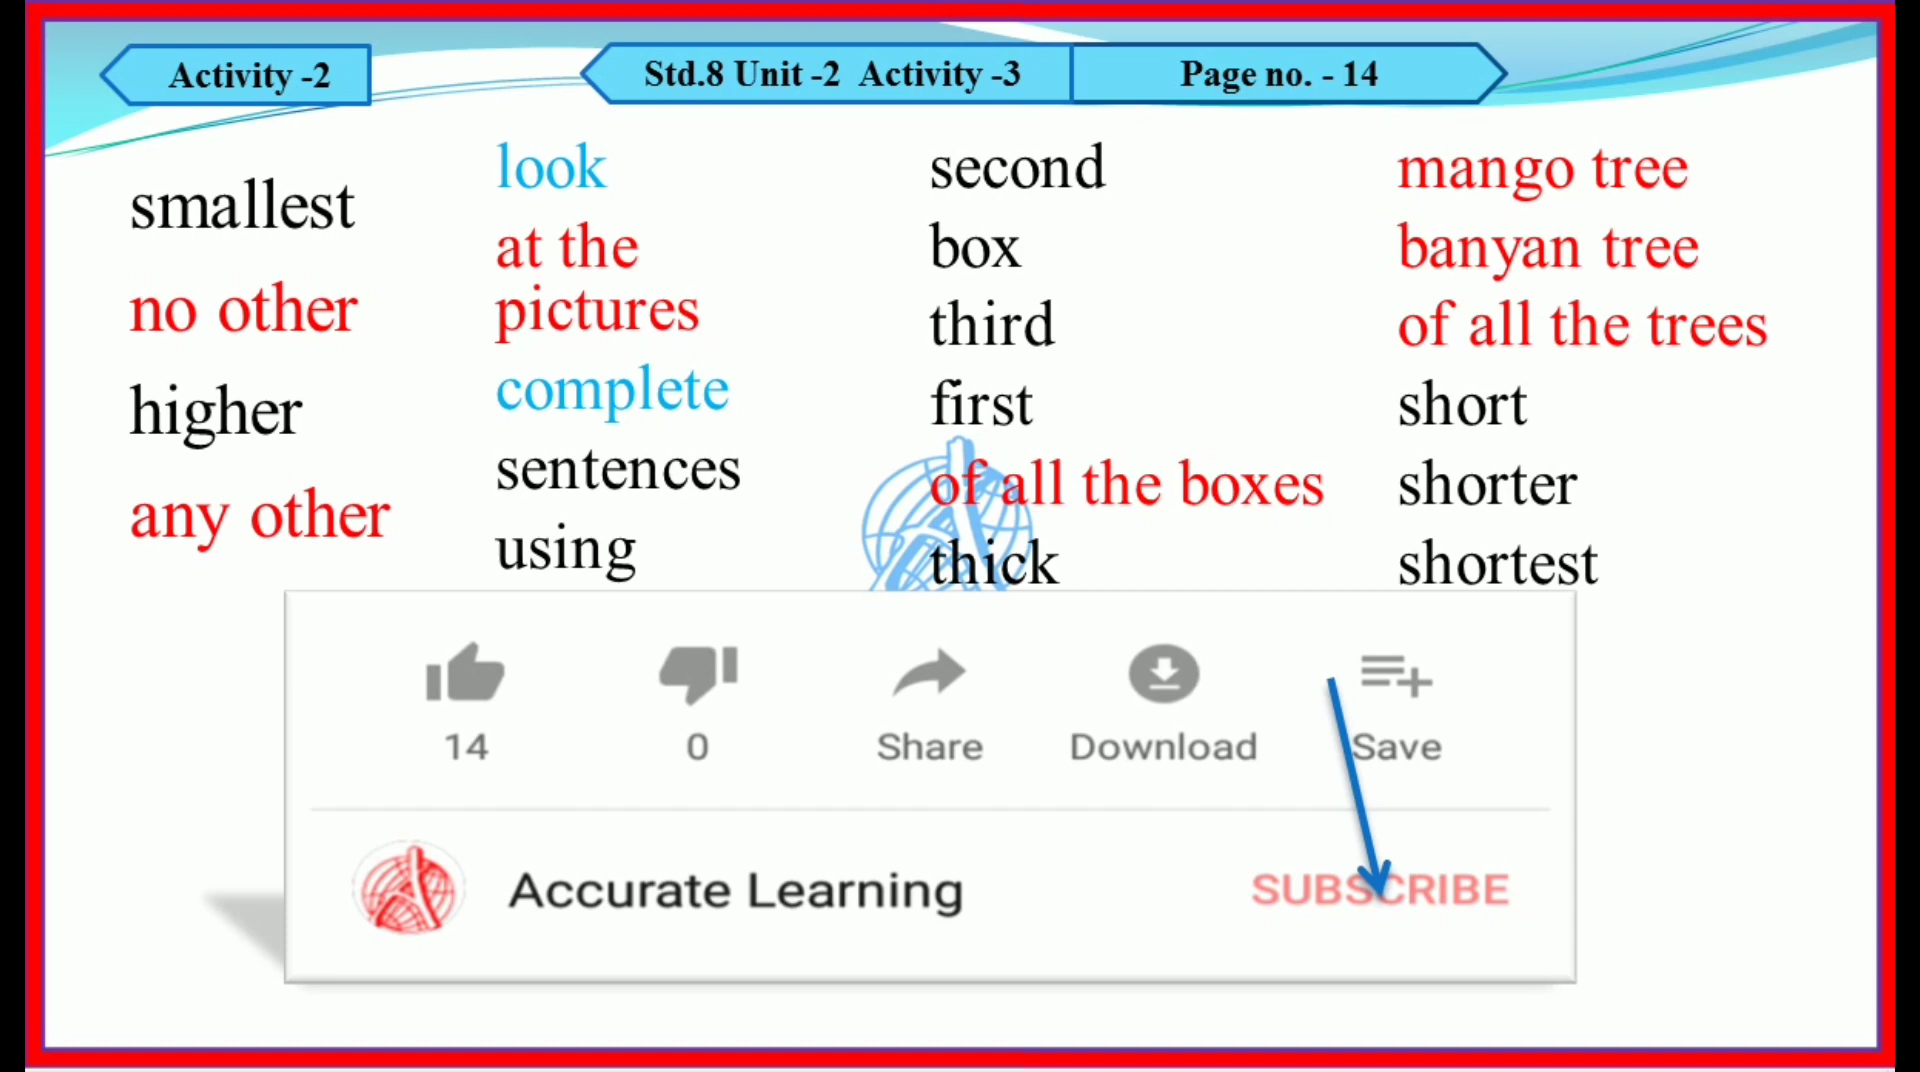 Activity -2
Std.8 Unit -2  Activity -3
Page no. - 14
smallest
no other
higher
any other
look
at the
pictures
complete
sentences
using
second
box
third
first
of all the boxes
thick
mango tree
banyan tree
of all the trees
short
shorter
shortest
14
0
Share
Download
Save
Accurate Learning
SUBSCRIBE